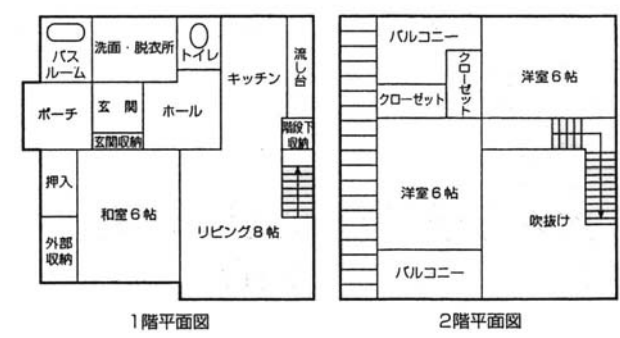 バス
ルーム
洗面・脱衣所
トイレ
キッチン
流し台
ポーチ
玄 関
ホール
玄関収納
階段下
収納
押入
和室6帖
リビング8帖
外部
収納
1階平面図
バルコニー
クローゼット
洋室6帖
クローゼット
洋室6帖
吹抜け
バルコニー
2階平面図